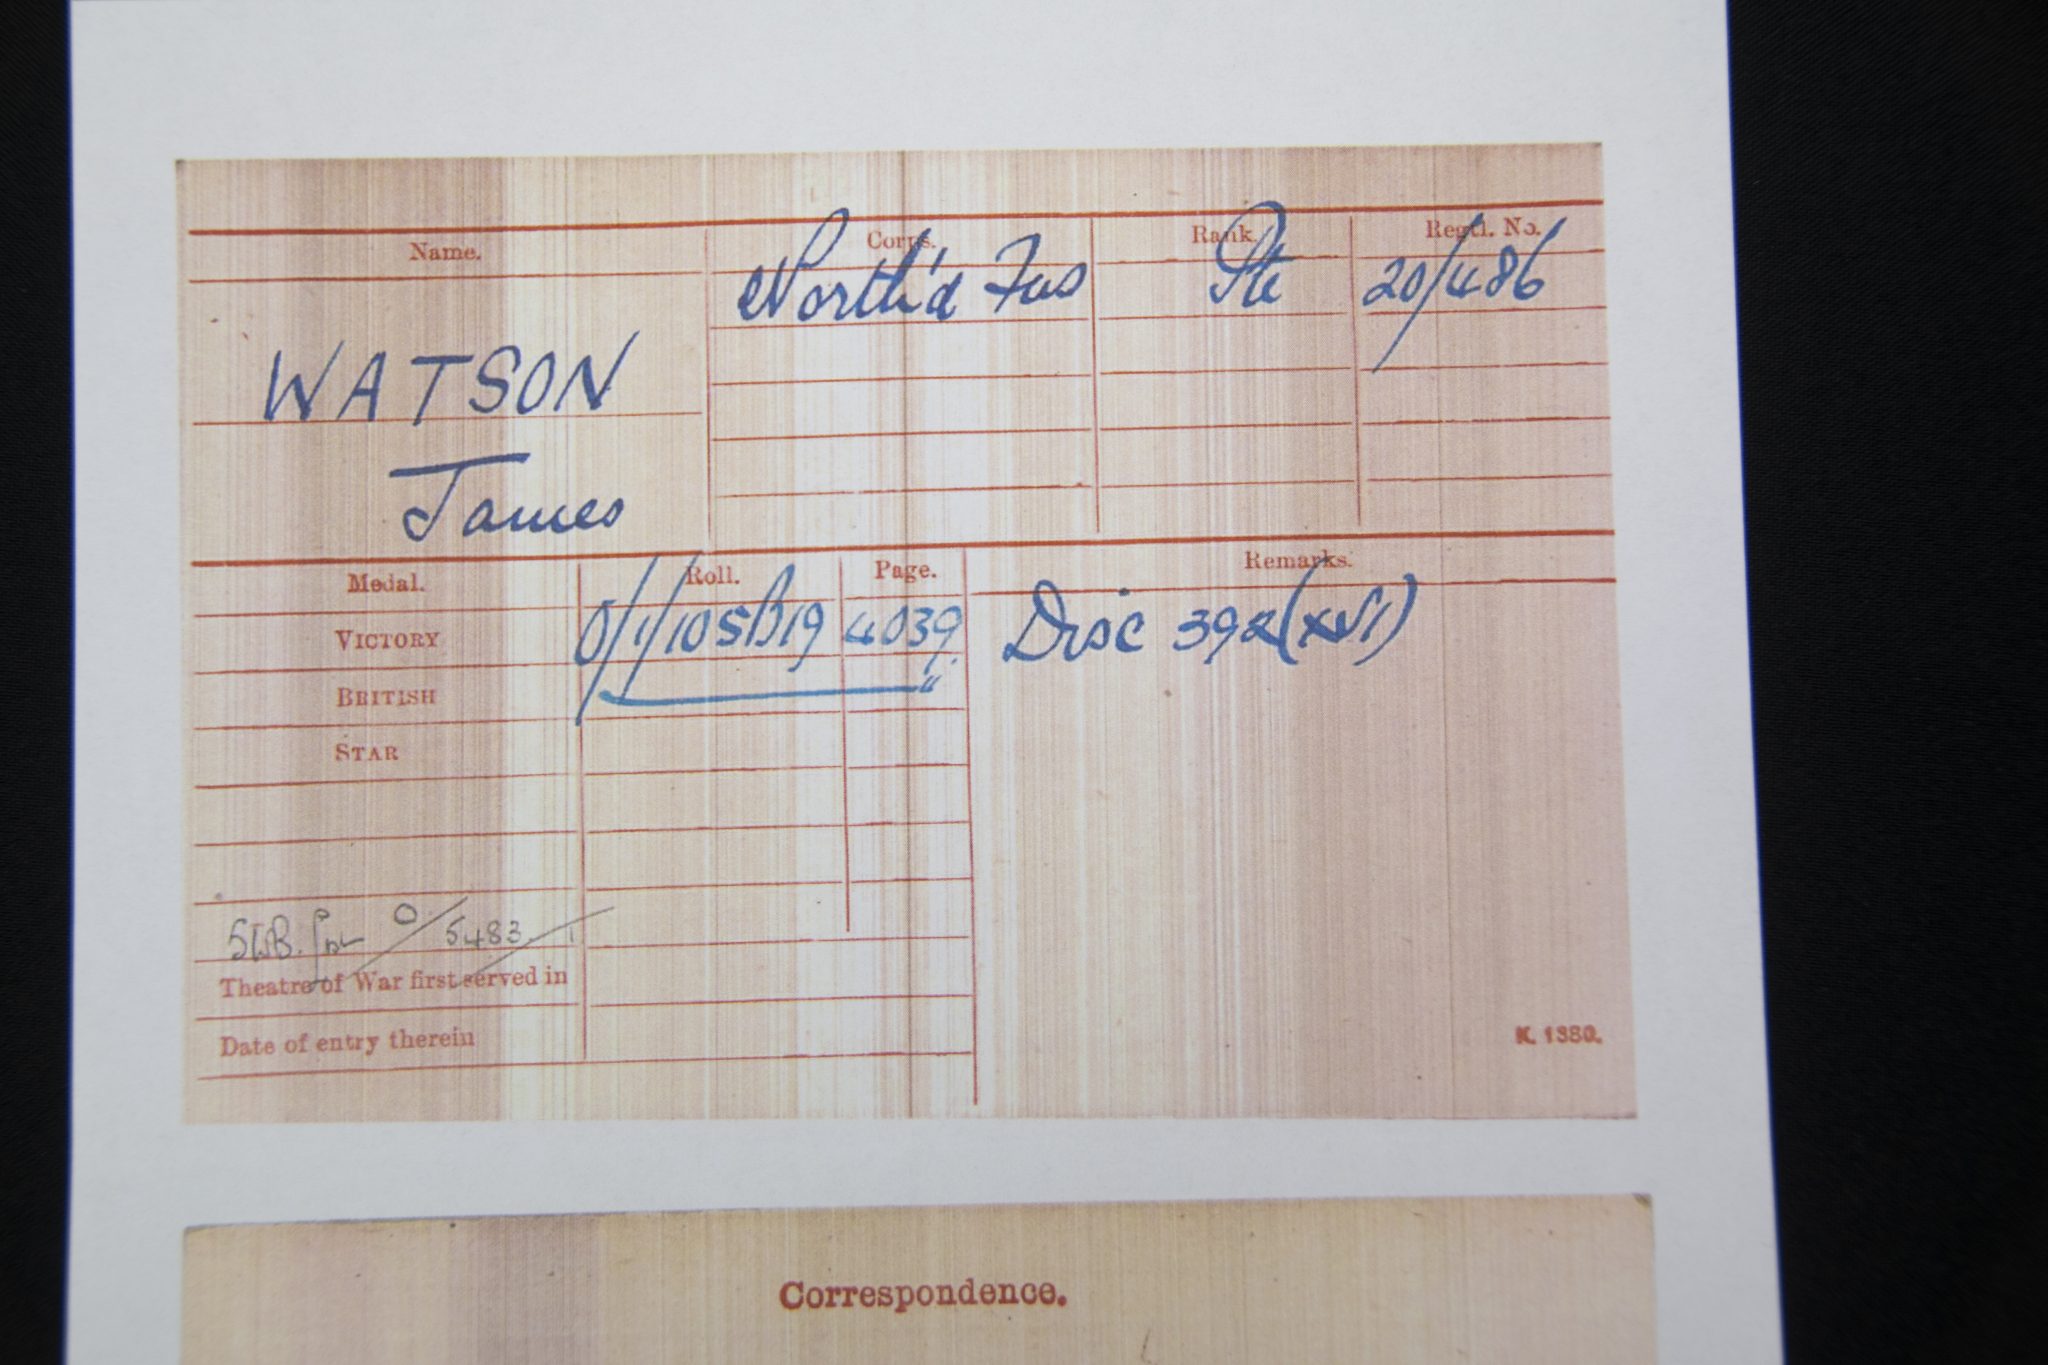 Name. Corps. Rank. Regtl. No.
North'd Fus Pte 20/486
WATSON
James
Medal. Roll. Page. Remarks.
VICTORY O/1/105B19 4039. Disc 392(xvi)
BRITISH "
STAR
SWB. O/5483/1
Theatre of War first served in
Date of entry therein
K. 1380.
Correspondence.